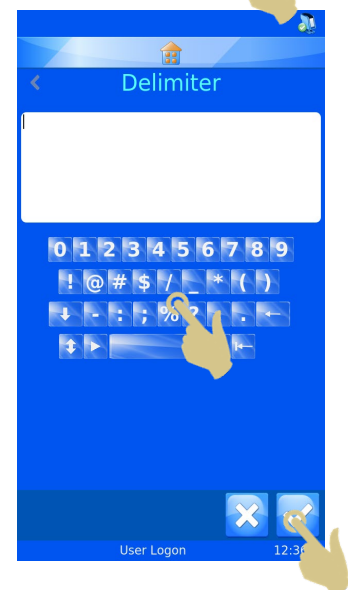 Delimiter
0 1 2 3 4 5 6 7 8 9
! @ # $ / _ * ( )
- : ; % ? .
User Logon
12:36